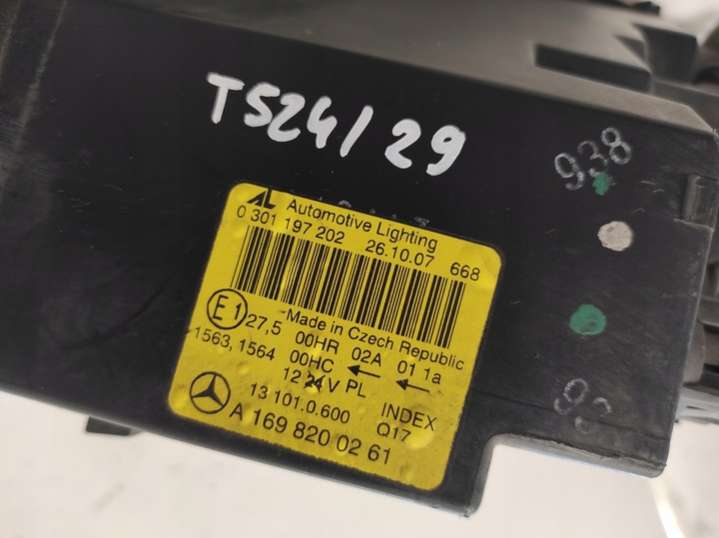 TS24/29
938
AL Automotive Lighting
0 301 197 202 26.10.07 668
-Made in Czech Republic
E1 27,5 00HR 02A 01 1a
1563, 1564 00HC ← ←
12 24V PL
13 101.0.600 INDEX
Q17
A 169 820 02 61